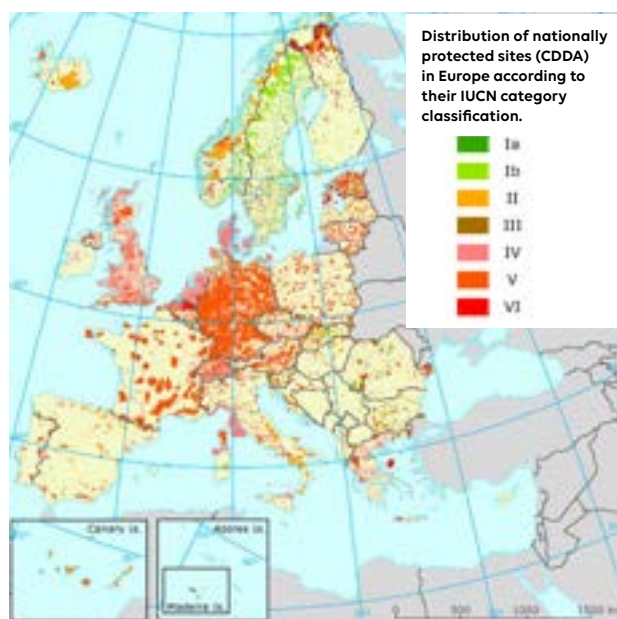 Distribution of nationally
protected sites (CDDA)
in Europe according to
their IUCN category
classification.
Ia
Ib
II
III
IV
V
VI
Canary is.
Azores is.
Madeira is.
0 500 1000 1500